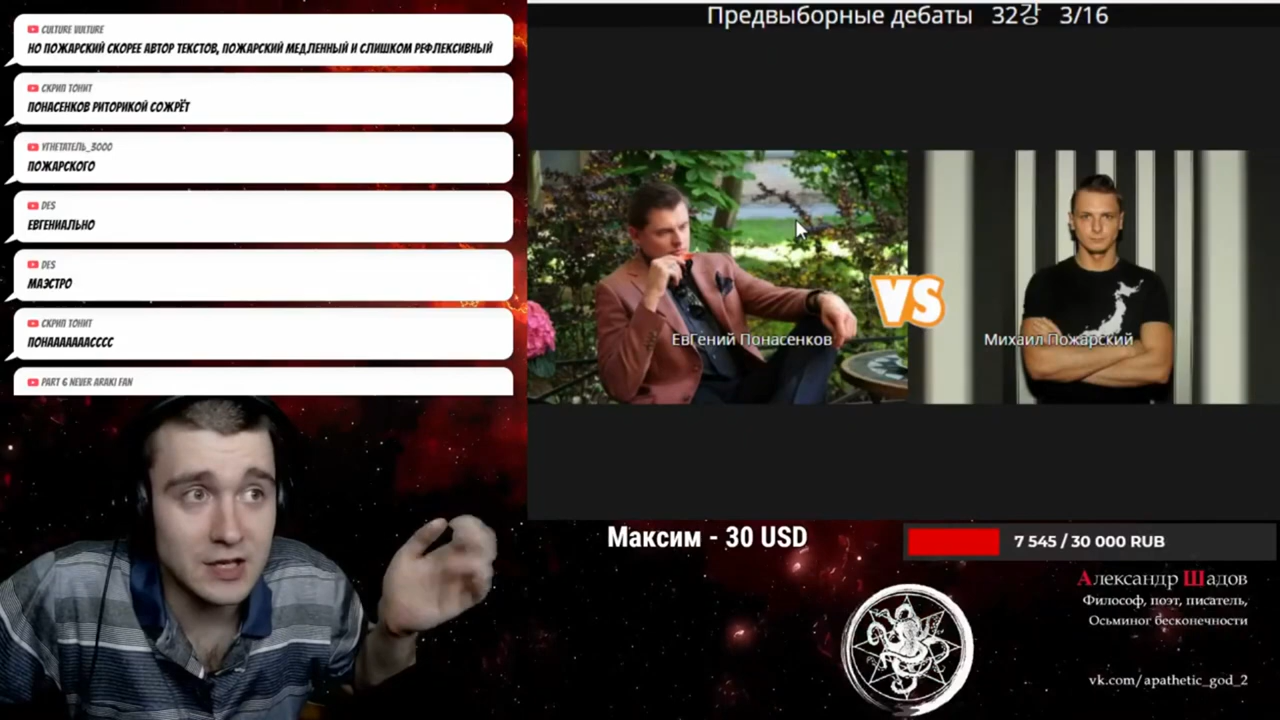 CULTURE VULTURE
НО ПОЖАРСКИЙ СКОРЕЕ АВТОР ТЕКСТОВ, ПОЖАРСКИЙ МЕДЛЕННЫЙ И СЛИШКОМ РЕФЛЕКСИВНЫЙ
СКРИП ТОНИТ
ПОНАСЕНКОВ РИТОРИКОЙ СОЖРЁТ
УГНЕТАТЕЛЬ_3000
ПОЖАРСКОГО
DES
ЕВГЕНИАЛЬНО
DES
МАЭСТРО
СКРИП ТОНИТ
ПОНАААААААСССС
PART 6 NEVER ARAKI FAN
Предвыборные дебаты 32강 3/16
VS
ЕвГений Понасенков
Михаил Пожарский
Максим - 30 USD
7 545 / 30 000 RUB
Александр Шадов
Философ, поэт, писатель,
Осьминог бесконечности
vk.com/apathetic_god_2